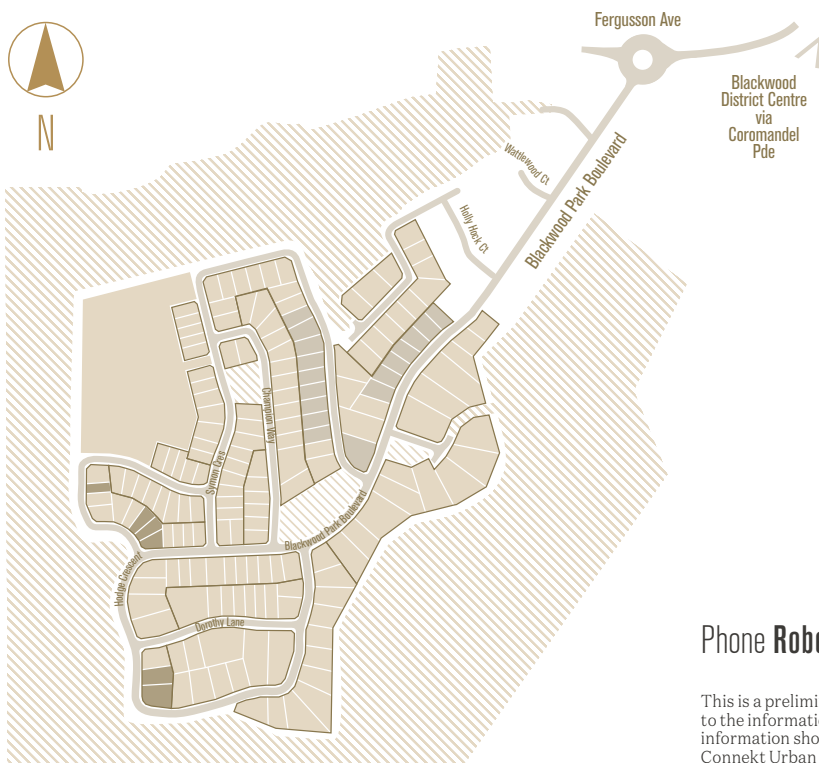 Fergusson Ave
N
Blackwood
District Centre
via
Coromandel
Pde
Wattlewood Ct
Blackwood Park Boulevard
Holly Hock Ct
Champion Way
Symon Cres
Blackwood Park Boulevard
Hodge Crescent
Dorothy Lane
Phone Robe
This is a prelimi
to the informatio
information sho
Connekt Urban